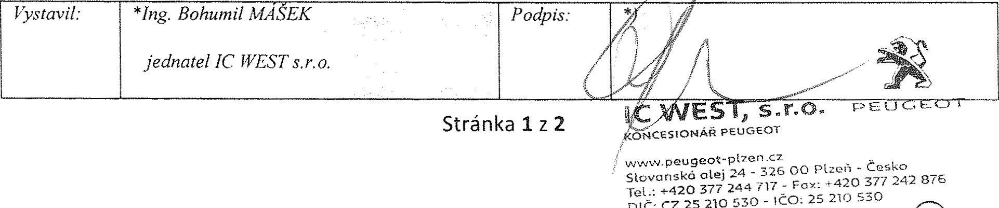 Vystavil: *Ing. Bohumil MÁŠEK Podpis: *)
jednatel IC WEST s.r.o.
Stránka 1 z 2
IC WEST, s.r.o. PEUGEOT
KONCESIONÁŘ PEUGEOT
www.peugeot-plzen.cz
Slovanská alej 24 - 326 00 Plzeň - Česko
Tel.: +420 377 244 717 - Fax: +420 377 242 876
DIČ: CZ 25 210 530 - IČO: 25 210 530